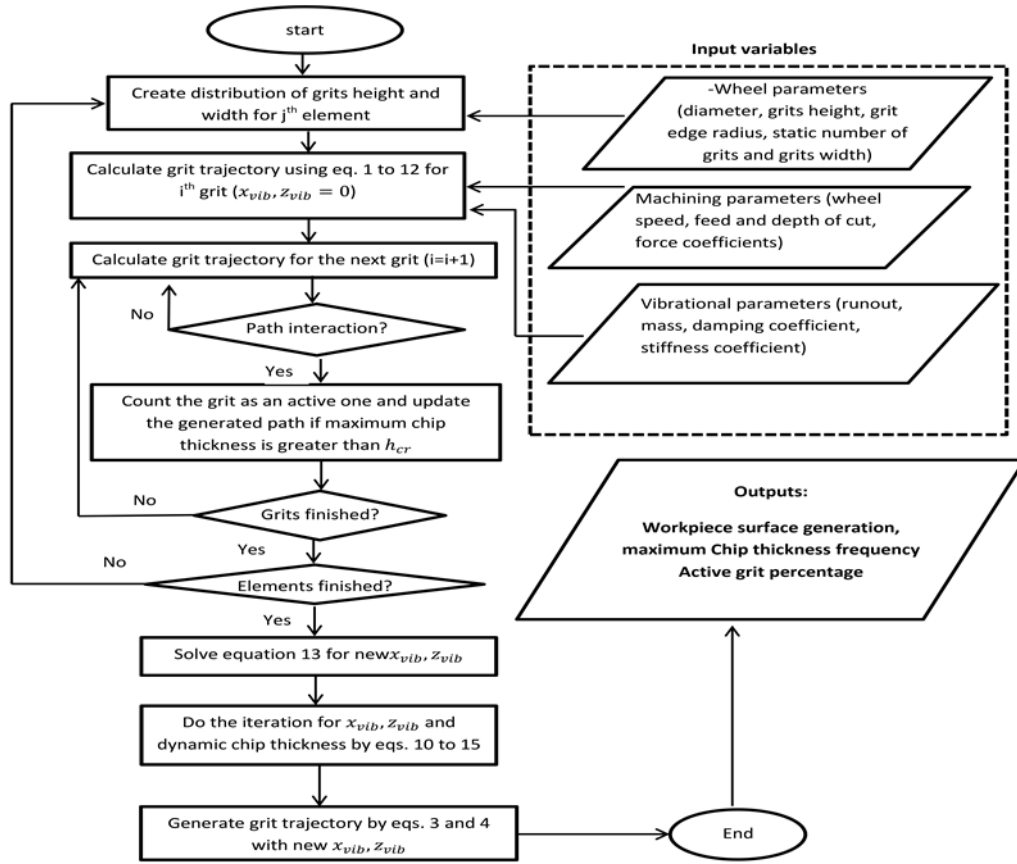 start
Create distribution of grits height and
width for jth element
Calculate grit trajectory using eq. 1 to 12 for
ith grit (x_vib, z_vib = 0)
Calculate grit trajectory for the next grit (i=i+1)
No
Path interaction?
Yes
Count the grit as an active one and update
the generated path if maximum chip
thickness is greater than h_cr
No
Grits finished?
Yes
No
Elements finished?
Yes
Solve equation 13 for newx_vib, z_vib
Do the iteration for x_vib, z_vib and
dynamic chip thickness by eqs. 10 to 15
Generate grit trajectory by eqs. 3 and 4
with new x_vib, z_vib
Input variables
-Wheel parameters
(diameter, grits height, grit
edge radius, static number of
grits and grits width)
Machining parameters (wheel
speed, feed and depth of cut,
force coefficients)
Vibrational parameters (runout,
mass, damping coefficient,
stiffness coefficient)
Outputs:
Workpiece surface generation,
maximum Chip thickness frequency
Active grit percentage
End